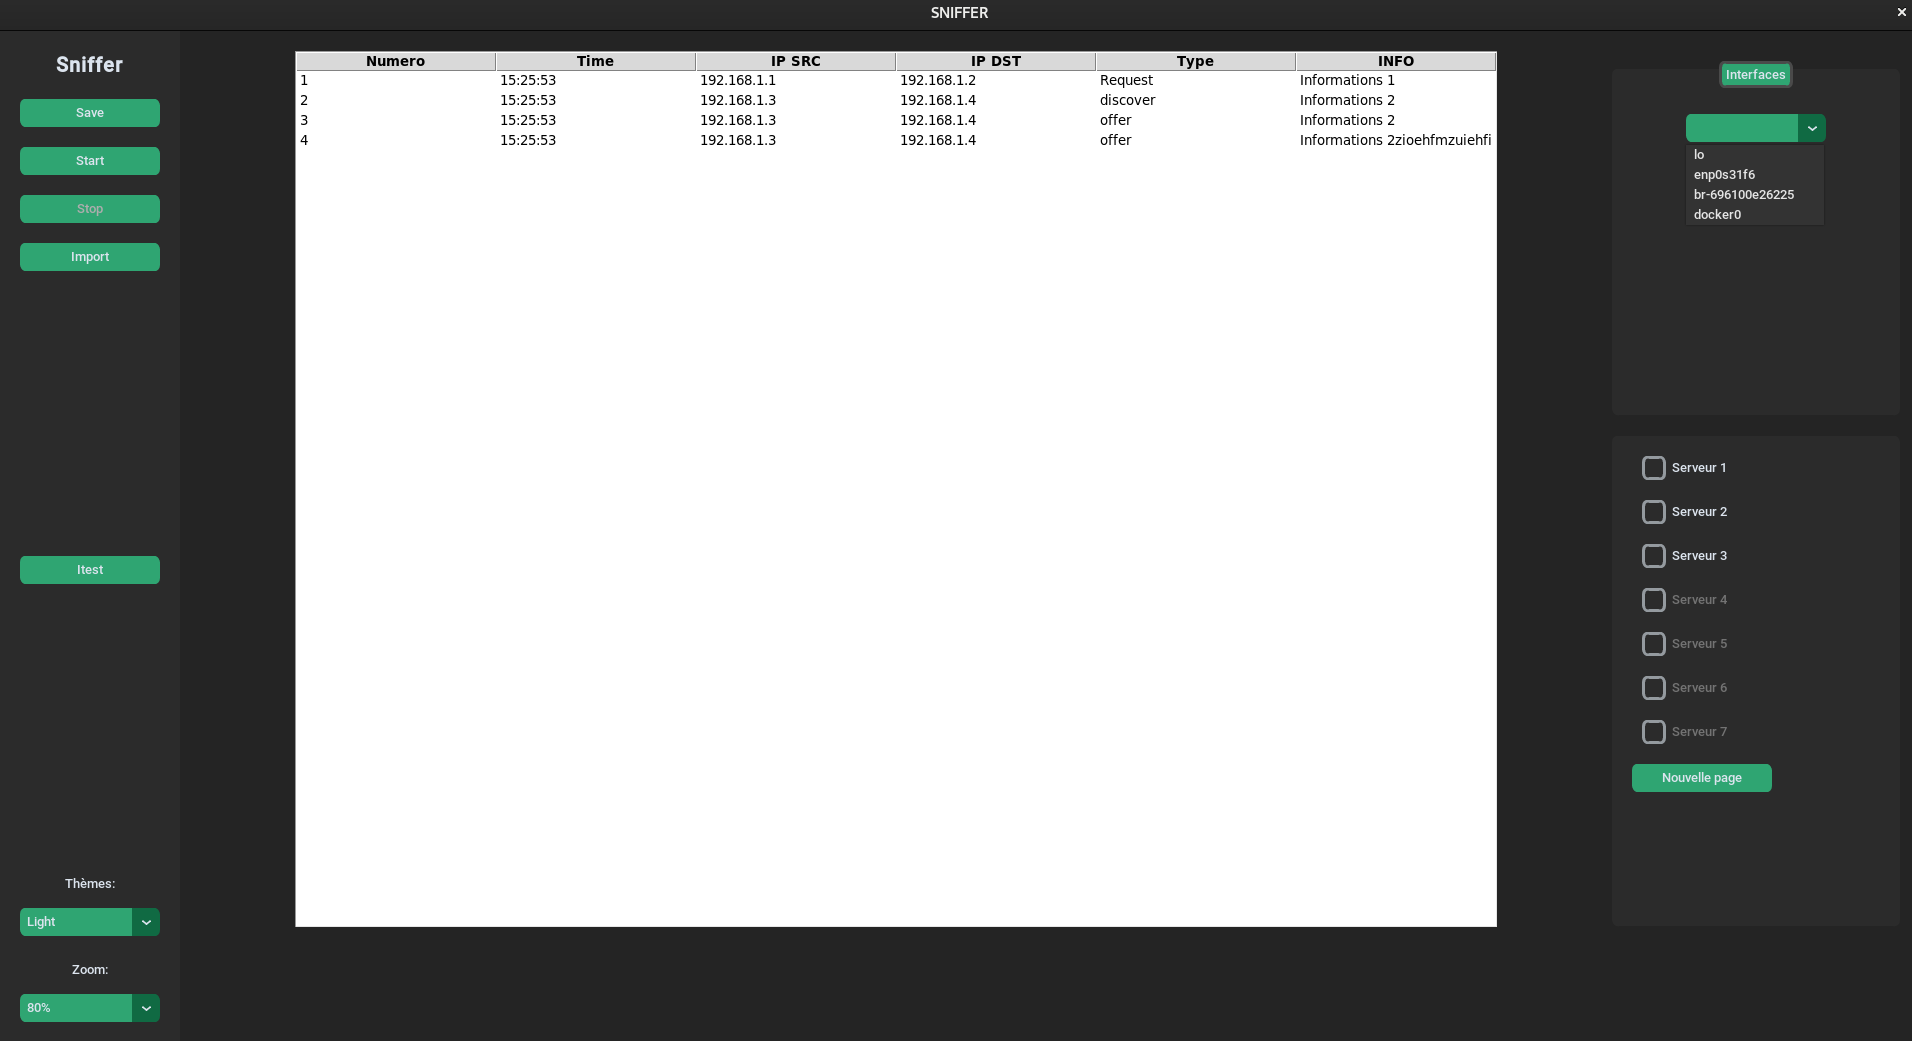 SNIFFER
Sniffer
Save
Start
Stop
Import
Itest
Thèmes:
Light
Zoom:
80%
Numero Time IP SRC IP DST Type INFO
1 15:25:53 192.168.1.1 192.168.1.2 Request Informations 1
2 15:25:53 192.168.1.3 192.168.1.4 discover Informations 2
3 15:25:53 192.168.1.3 192.168.1.4 offer Informations 2
4 15:25:53 192.168.1.3 192.168.1.4 offer Informations 2zioehfmzuiehfi
Interfaces
lo
enp0s31f6
br-696100e26225
docker0
Serveur 1
Serveur 2
Serveur 3
Serveur 4
Serveur 5
Serveur 6
Serveur 7
Nouvelle page